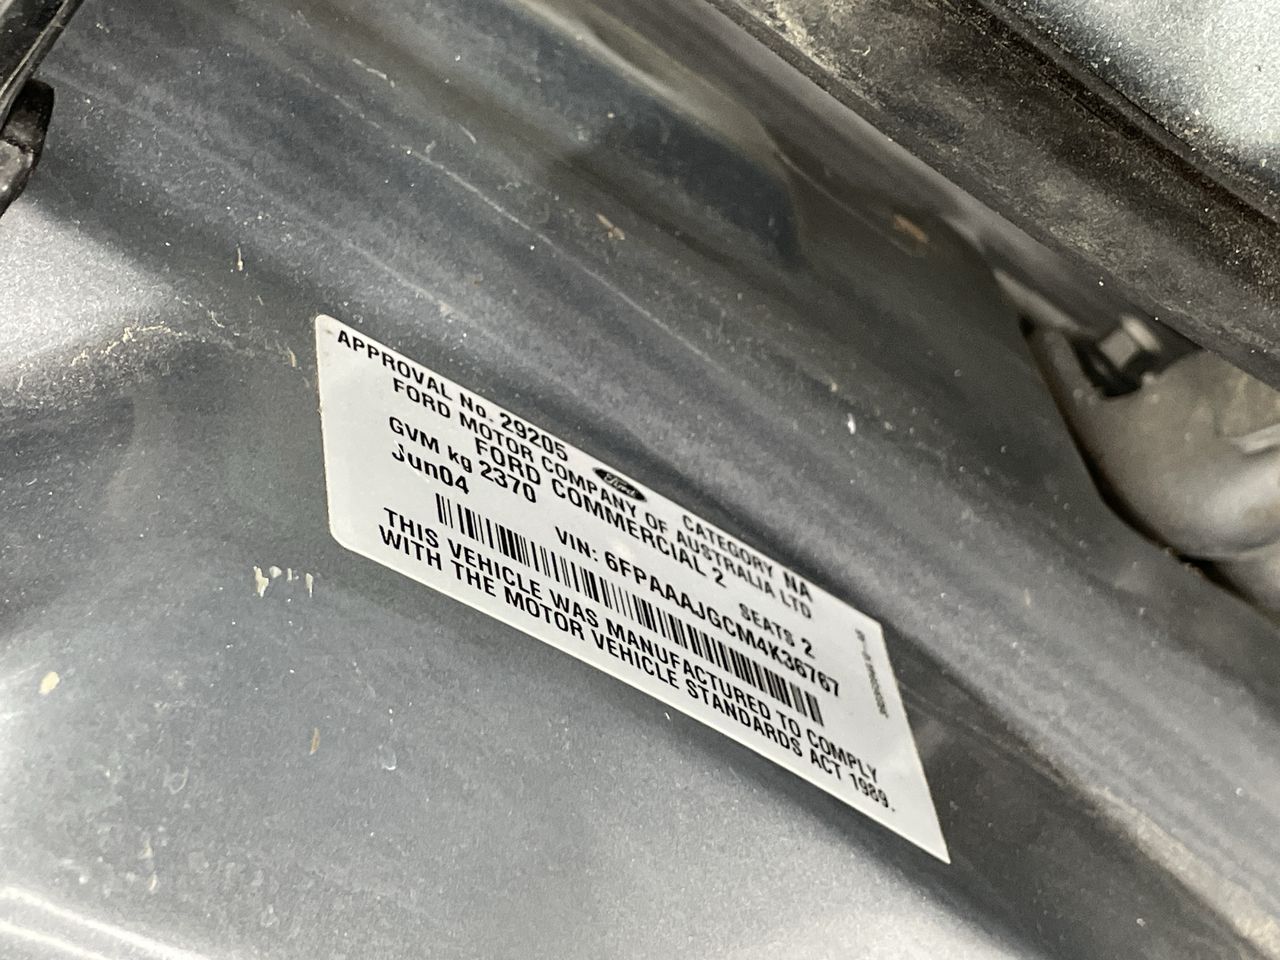 APPROVAL No. 29205 Ford CATEGORY NA
FORD MOTOR COMPANY OF AUSTRALIA LTD
FORD COMMERCIAL 2
GVM kg 2370 SEATS 2
Jun04 VIN: 6FPAAAJGCM4K36767
THIS VEHICLE WAS MANUFACTURED TO COMPLY
WITH THE MOTOR VEHICLE STANDARDS ACT 1989.